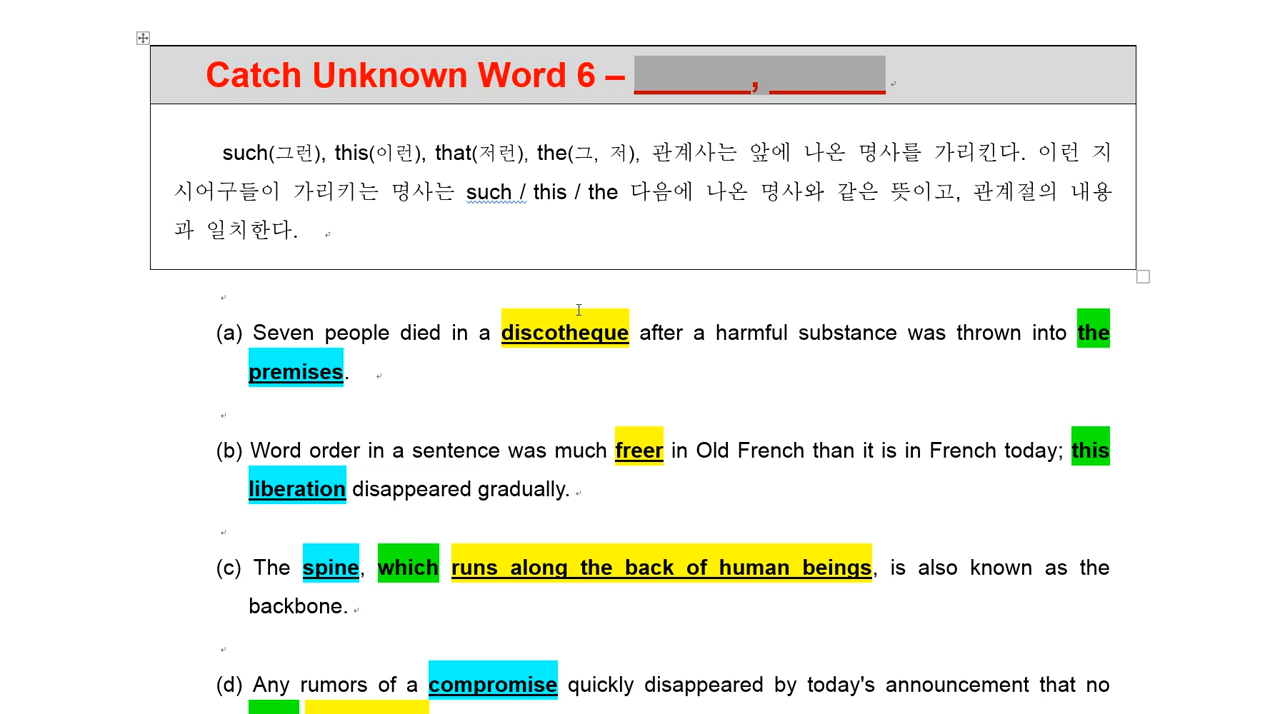 Catch Unknown Word 6 – ______, ______
such(그런), this(이런), that(저런), the(그, 저), 관계사는 앞에 나온 명사를 가리킨다. 이런 지
시어구들이 가리키는 명사는 such / this / the 다음에 나온 명사와 같은 뜻이고, 관계절의 내용
과 일치한다.
(a) Seven people died in a discotheque after a harmful substance was thrown into the
premises.
(b) Word order in a sentence was much freer in Old French than it is in French today; this
liberation disappeared gradually.
(c) The spine, which runs along the back of human beings, is also known as the
backbone.
(d) Any rumors of a compromise quickly disappeared by today's announcement that no